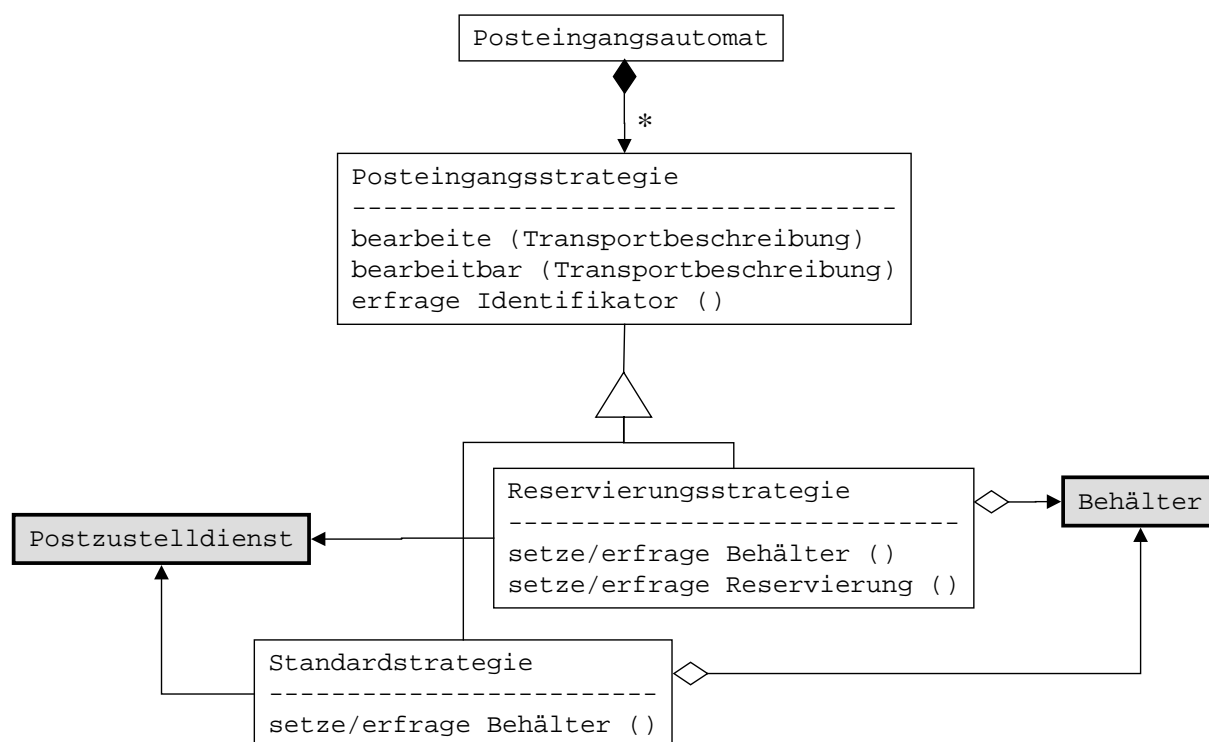 Posteingangsautomat
*
Posteingangsstrategie
-----------------------------------
bearbeite (Transportbeschreibung)
bearbeitbar (Transportbeschreibung)
erfrage Identifikator ()
Reservierungsstrategie
-----------------------------
setze/erfrage Behälter ()
setze/erfrage Reservierung ()
Behälter
Postzustelldienst
Standardstrategie
-------------------------
setze/erfrage Behälter ()